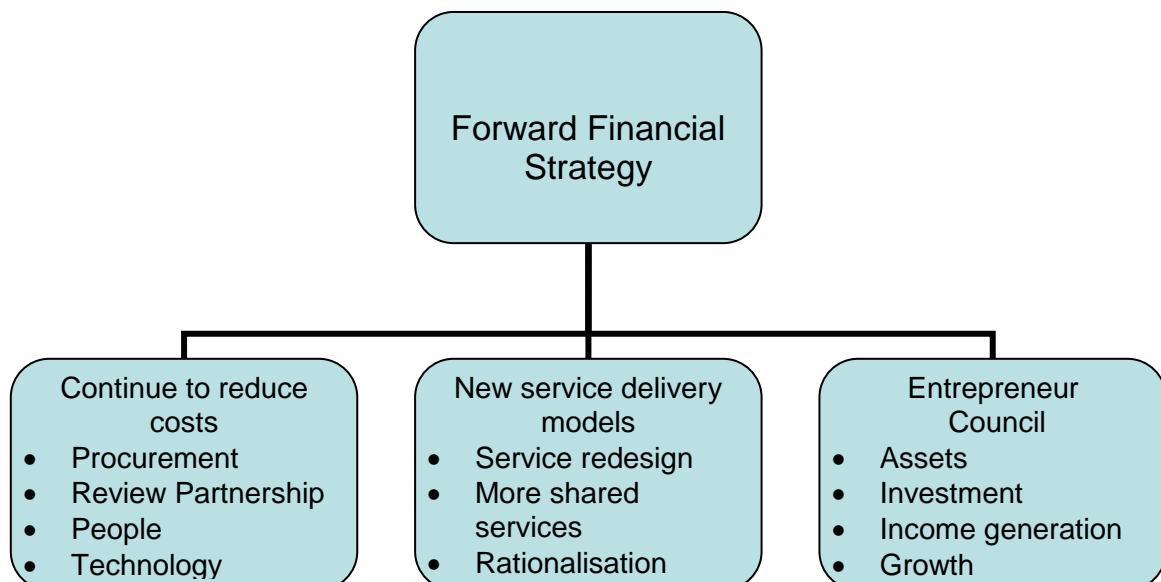 Forward Financial
Strategy
Continue to reduce
costs
• Procurement
• Review Partnership
• People
• Technology
New service delivery
models
• Service redesign
• More shared
services
• Rationalisation
Entrepreneur
Council
• Assets
• Investment
• Income generation
• Growth